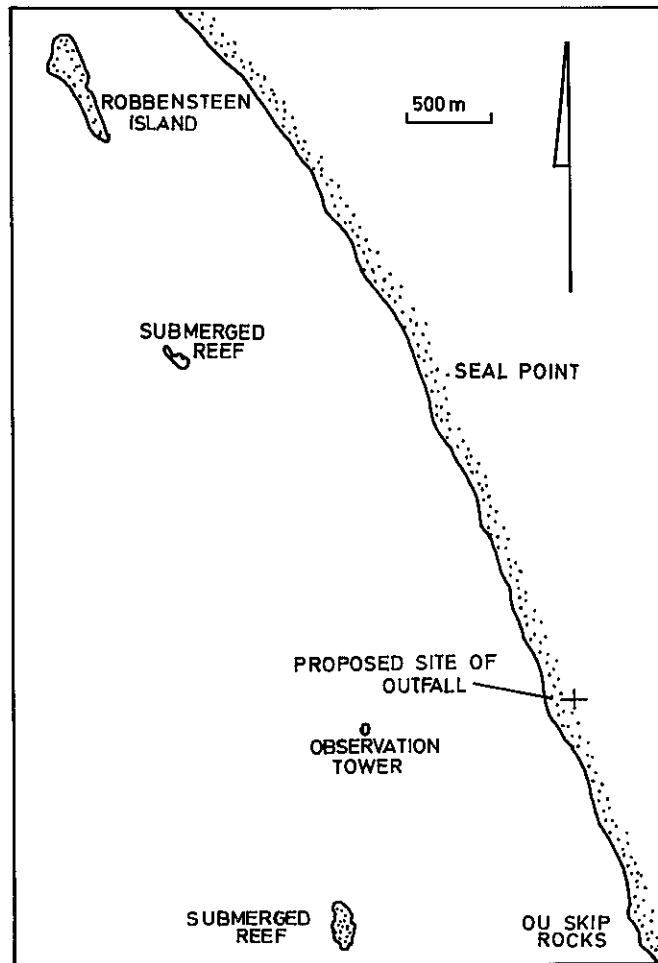 ROBBENSTEEN
ISLAND
500 m
SUBMERGED
REEF
SEAL POINT
PROPOSED SITE OF
OUTFALL
OBSERVATION
TOWER
SUBMERGED
REEF
OU SKIP
ROCKS